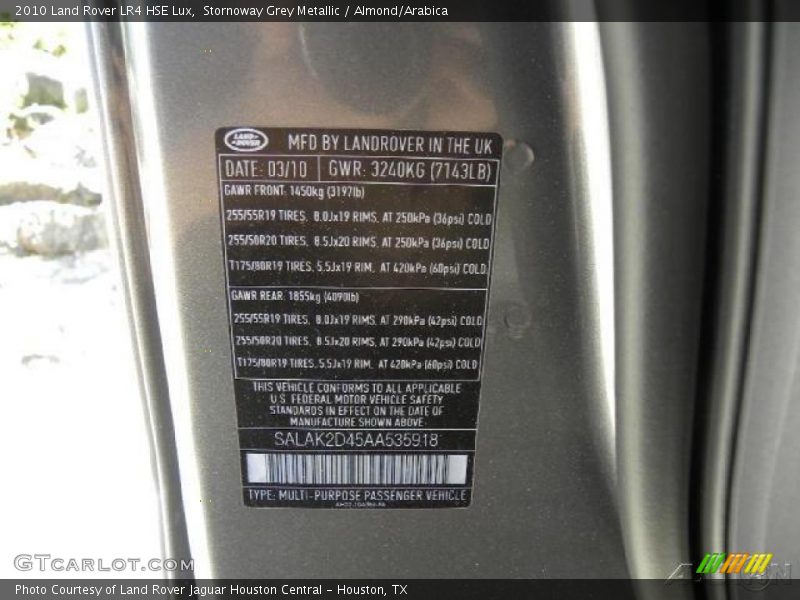 2010 Land Rover LR4 HSE Lux, Stornoway Grey Metallic / Almond/Arabica
LAND-ROVER
MFD BY LANDROVER IN THE UK
DATE: 03/10 GWR: 3240KG (7143LB)
GAWR FRONT: 1450kg (3197lb)
255/55R19 TIRES, 8.0Jx19 RIMS, AT 250kPa (36psi) COLD
255/50R20 TIRES, 8.5Jx20 RIMS, AT 250kPa (36psi) COLD
T175/80R19 TIRES, 5.5Jx19 RIM, AT 420kPa (60psi) COLD
GAWR REAR: 1855kg (4090lb)
255/55R19 TIRES, 8.0Jx19 RIMS, AT 290kPa (42psi) COLD
255/50R20 TIRES, 8.5Jx20 RIMS, AT 290kPa (42psi) COLD
T175/80R19 TIRES, 5.5Jx19 RIM, AT 420kPa (60psi) COLD
THIS VEHICLE CONFORMS TO ALL APPLICABLE
U.S. FEDERAL MOTOR VEHICLE SAFETY
STANDARDS IN EFFECT ON THE DATE OF
MANUFACTURE SHOWN ABOVE.
SALAK2D45AA535918
TYPE: MULTI-PURPOSE PASSENGER VEHICLE
GTCarLot.com
Photo Courtesy of Land Rover Jaguar Houston Central - Houston, TX